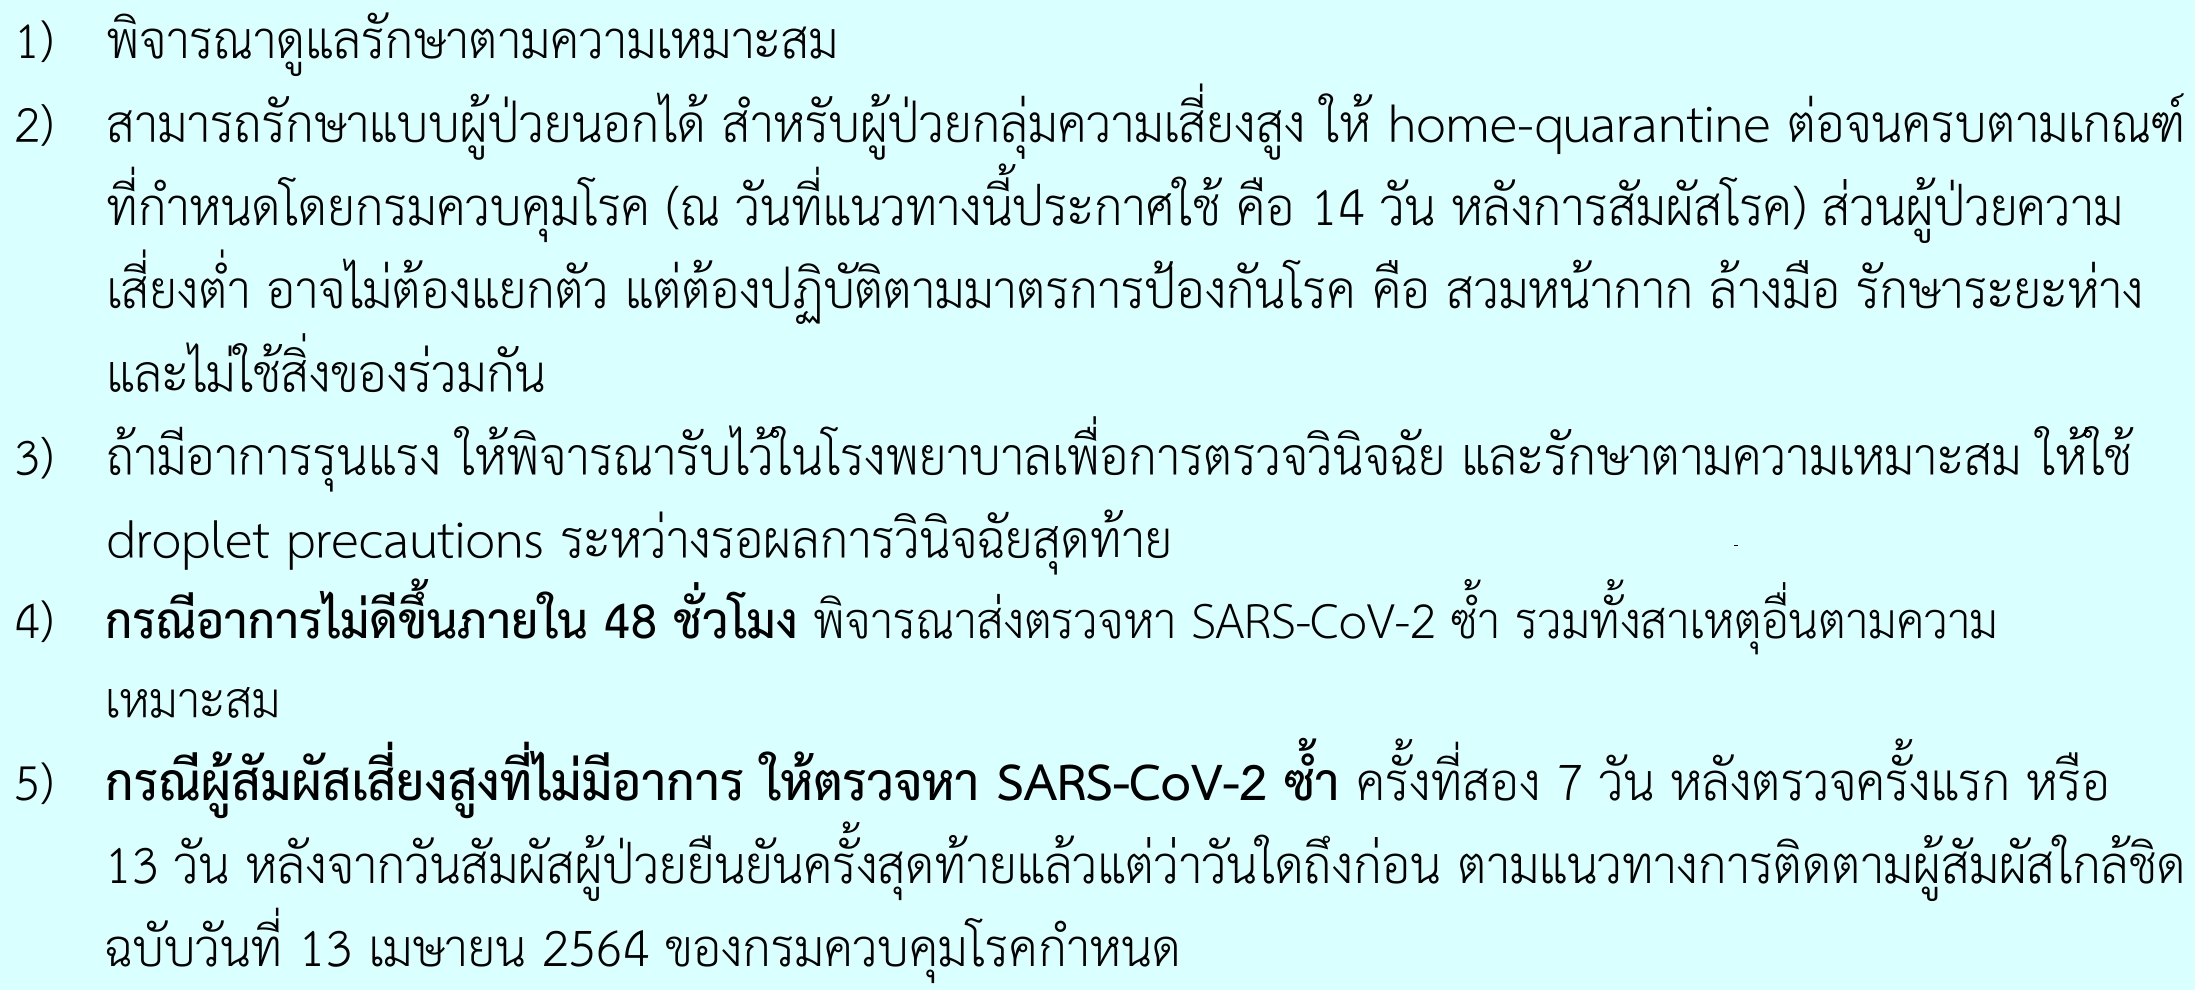 1) พิจารณาดูแลรักษาตามความเหมาะสม
2) สามารถรักษาแบบผู้ป่วยนอกได้ สำหรับผู้ป่วยกลุ่มความเสี่ยงสูง ให้ home-quarantine ต่อจนครบตามเกณฑ์
ที่กำหนดโดยกรมควบคุมโรค (ณ วันที่แนวทางนี้ประกาศใช้ คือ 14 วัน หลังการสัมผัสโรค) ส่วนผู้ป่วยความ
เสี่ยงต่ำ อาจไม่ต้องแยกตัว แต่ต้องปฏิบัติตามมาตรการป้องกันโรค คือ สวมหน้ากาก ล้างมือ รักษาระยะห่าง
และไม่ใช้สิ่งของร่วมกัน
3) ถ้ามีอาการรุนแรง ให้พิจารณารับไว้ในโรงพยาบาลเพื่อการตรวจวินิจฉัย และรักษาตามความเหมาะสม ให้ใช้
droplet precautions ระหว่างรอผลการวินิจฉัยสุดท้าย
4) กรณีอาการไม่ดีขึ้นภายใน 48 ชั่วโมง พิจารณาส่งตรวจหา SARS-CoV-2 ซ้ำ รวมทั้งสาเหตุอื่นตามความ
เหมาะสม
5) กรณีผู้สัมผัสเสี่ยงสูงที่ไม่มีอาการ ให้ตรวจหา SARS-CoV-2 ซ้ำ ครั้งที่สอง 7 วัน หลังตรวจครั้งแรก หรือ
13 วัน หลังจากวันสัมผัสผู้ป่วยยืนยันครั้งสุดท้ายแล้วแต่ว่าวันใดถึงก่อน ตามแนวทางการติดตามผู้สัมผัสใกล้ชิด
ฉบับวันที่ 13 เมษายน 2564 ของกรมควบคุมโรคกำหนด